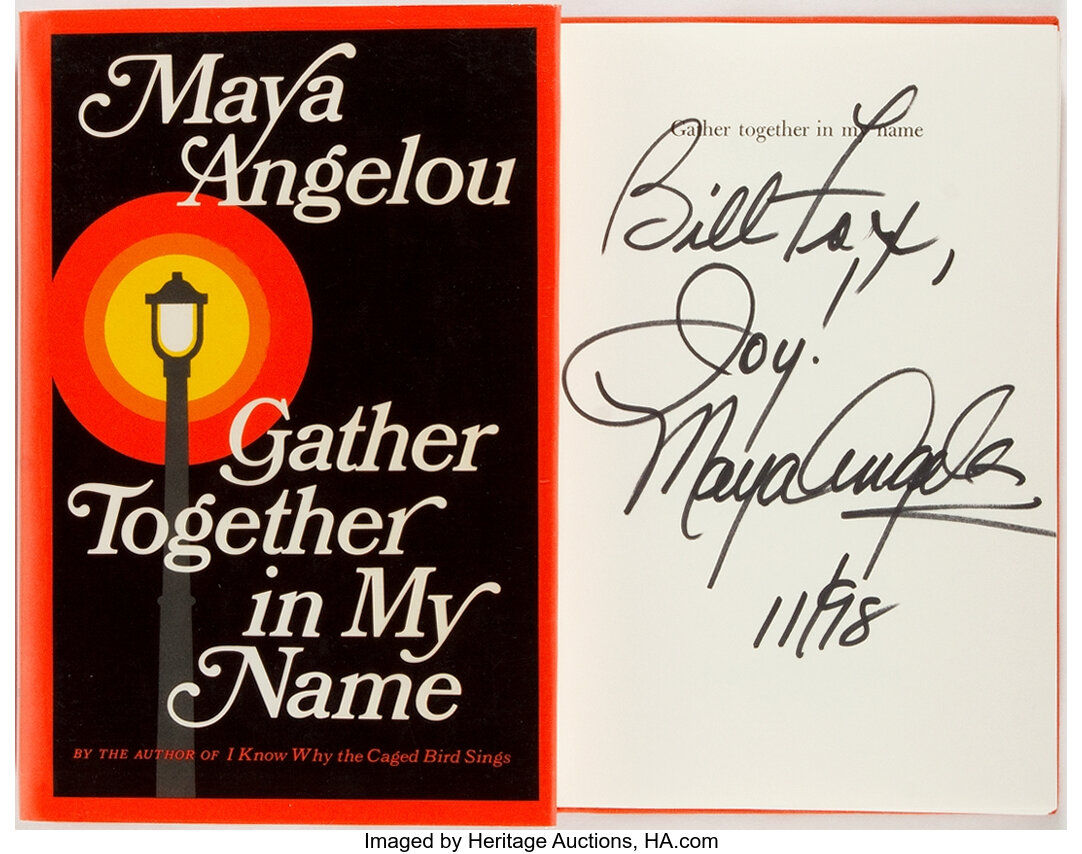 Maya
Angelou
Gather
Together
in My
Name
BY THE AUTHOR OF I Know Why the Caged Bird Sings
Gather together in my name
Bill Fox,
Joy.
Maya Angelou
11/98
Imaged by Heritage Auctions, HA.com